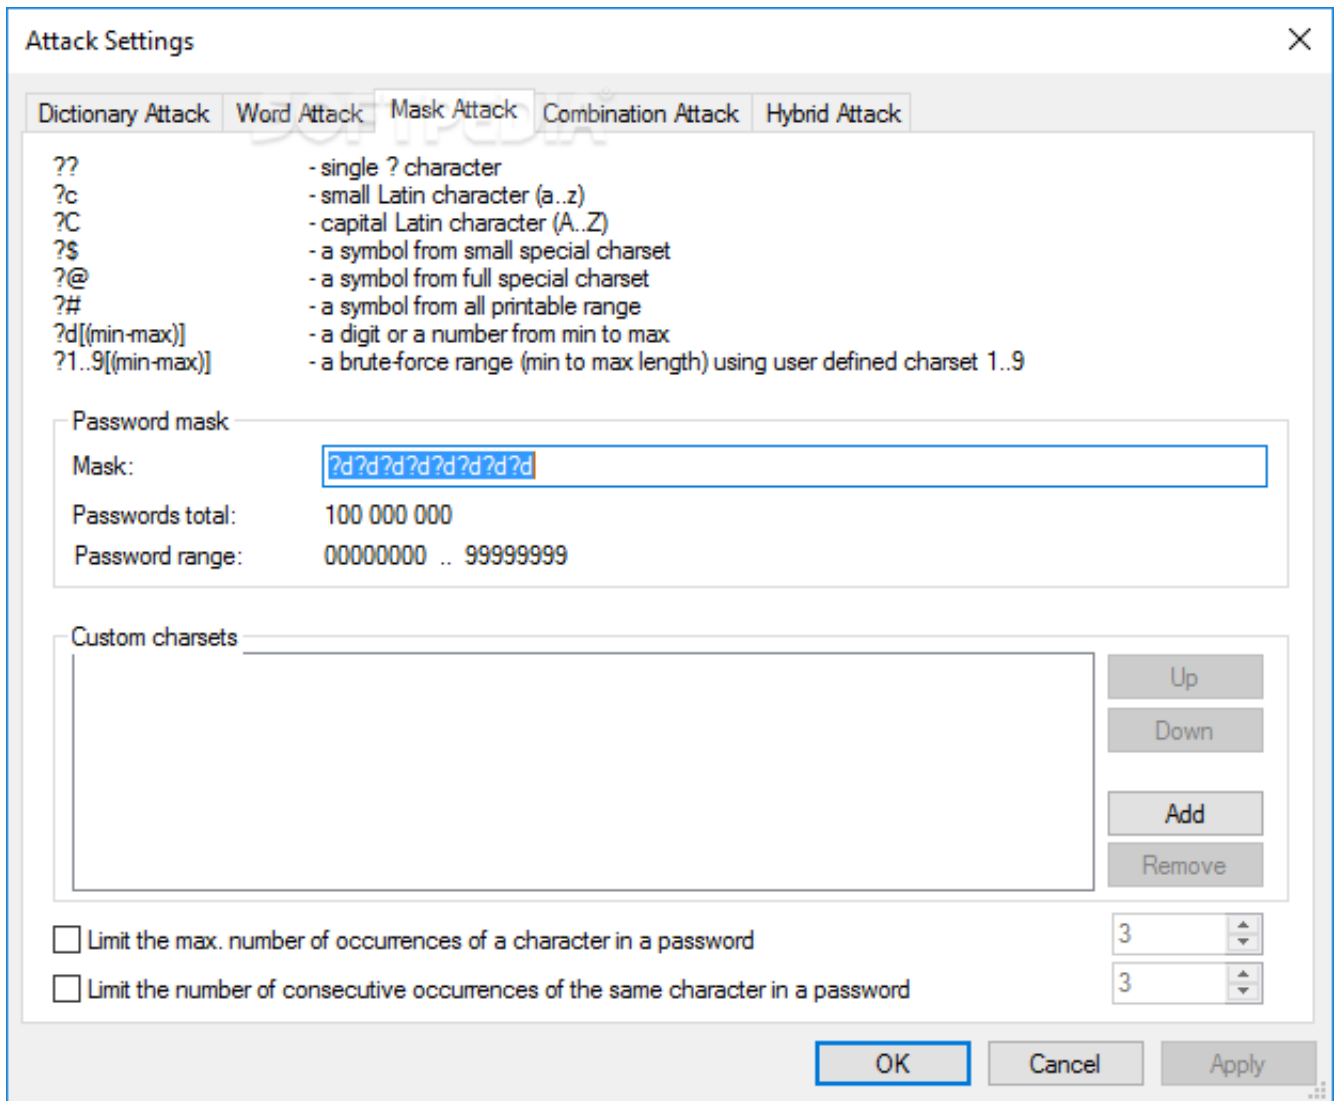 Attack Settings
Dictionary Attack Word Attack Mask Attack Combination Attack Hybrid Attack
SOFTPEDIA®
?? - single ? character
?c - small Latin character (a..z)
?C - capital Latin character (A..Z)
?$ - a symbol from small special charset
?@ - a symbol from full special charset
?# - a symbol from all printable range
?d[(min-max)] - a digit or a number from min to max
?1..9[(min-max)] - a brute-force range (min to max length) using user defined charset 1..9
Password mask
Mask: ?d?d?d?d?d?d?d?d
Passwords total: 100 000 000
Password range: 00000000 .. 99999999
Custom charsets
Up
Down
Add
Remove
Limit the max. number of occurrences of a character in a password 3
Limit the number of consecutive occurrences of the same character in a password 3
OK Cancel Apply